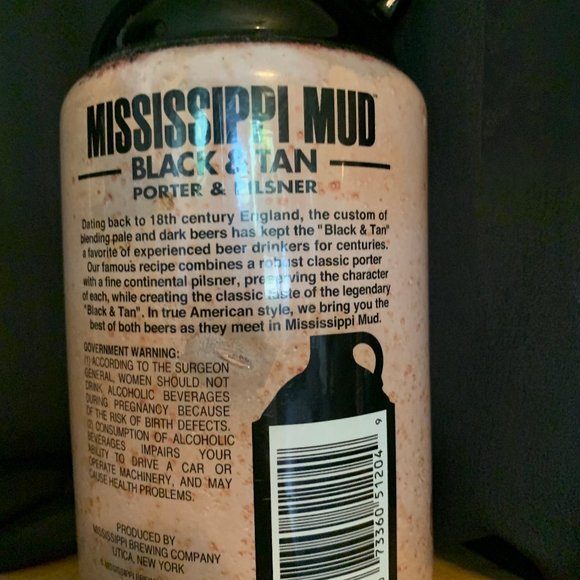 MISSISSIPPI MUD™
BLACK & TAN
PORTER & PILSNER
Dating back to 18th century England, the custom of
blending pale and dark beers has kept the "Black & Tan"
a favorite of experienced beer drinkers for centuries.
Our famous recipe combines a robust classic porter
with a fine continental pilsner, preserving the character
of each, while creating the classic taste of the legendary
"Black & Tan". In true American style, we bring you the
best of both beers as they meet in Mississippi Mud.
GOVERNMENT WARNING:
(1) ACCORDING TO THE SURGEON
GENERAL, WOMEN SHOULD NOT
DRINK ALCOHOLIC BEVERAGES
DURING PREGNANCY BECAUSE
OF THE RISK OF BIRTH DEFECTS.
(2) CONSUMPTION OF ALCOHOLIC
BEVERAGES IMPAIRS YOUR
ABILITY TO DRIVE A CAR OR
OPERATE MACHINERY, AND MAY
CAUSE HEALTH PROBLEMS.
PRODUCED BY
MISSISSIPPI BREWING COMPANY
UTICA, NEW YORK
© MISSISSIPPI
73360 51204 9